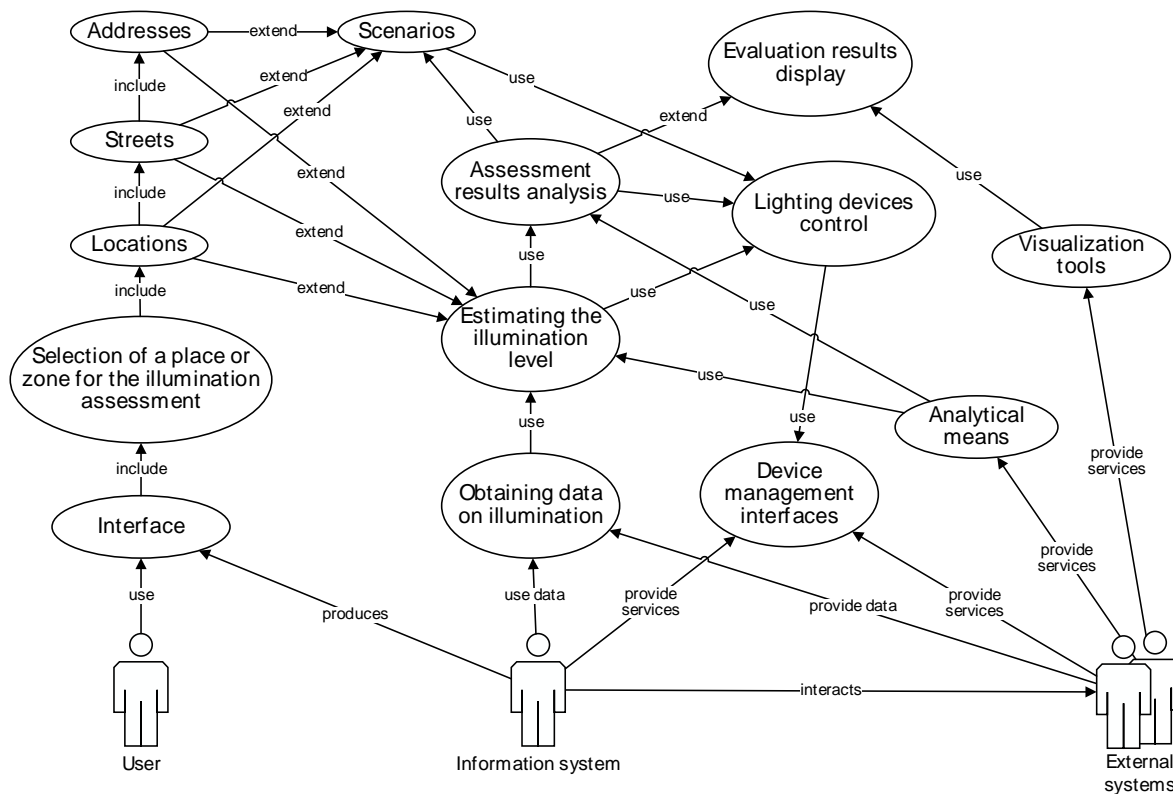 Addresses
extend
Scenarios
Evaluation results
display
include
extend
use
extend
use
extend
Streets
Assessment
results analysis
use
use
include
Lighting devices
control
Locations
extend
use
Visualization
tools
include
extend
use
Estimating the
illumination
level
Selection of a place or
zone for the illumination
assessment
use
use
use
use
Analytical
means
include
Obtaining data
on illumination
Device
management
interfaces
provide
services
Interface
provide
services
use
use data
provide
services
provide data
provide
services
produces
interacts
User
Information system
External
systems